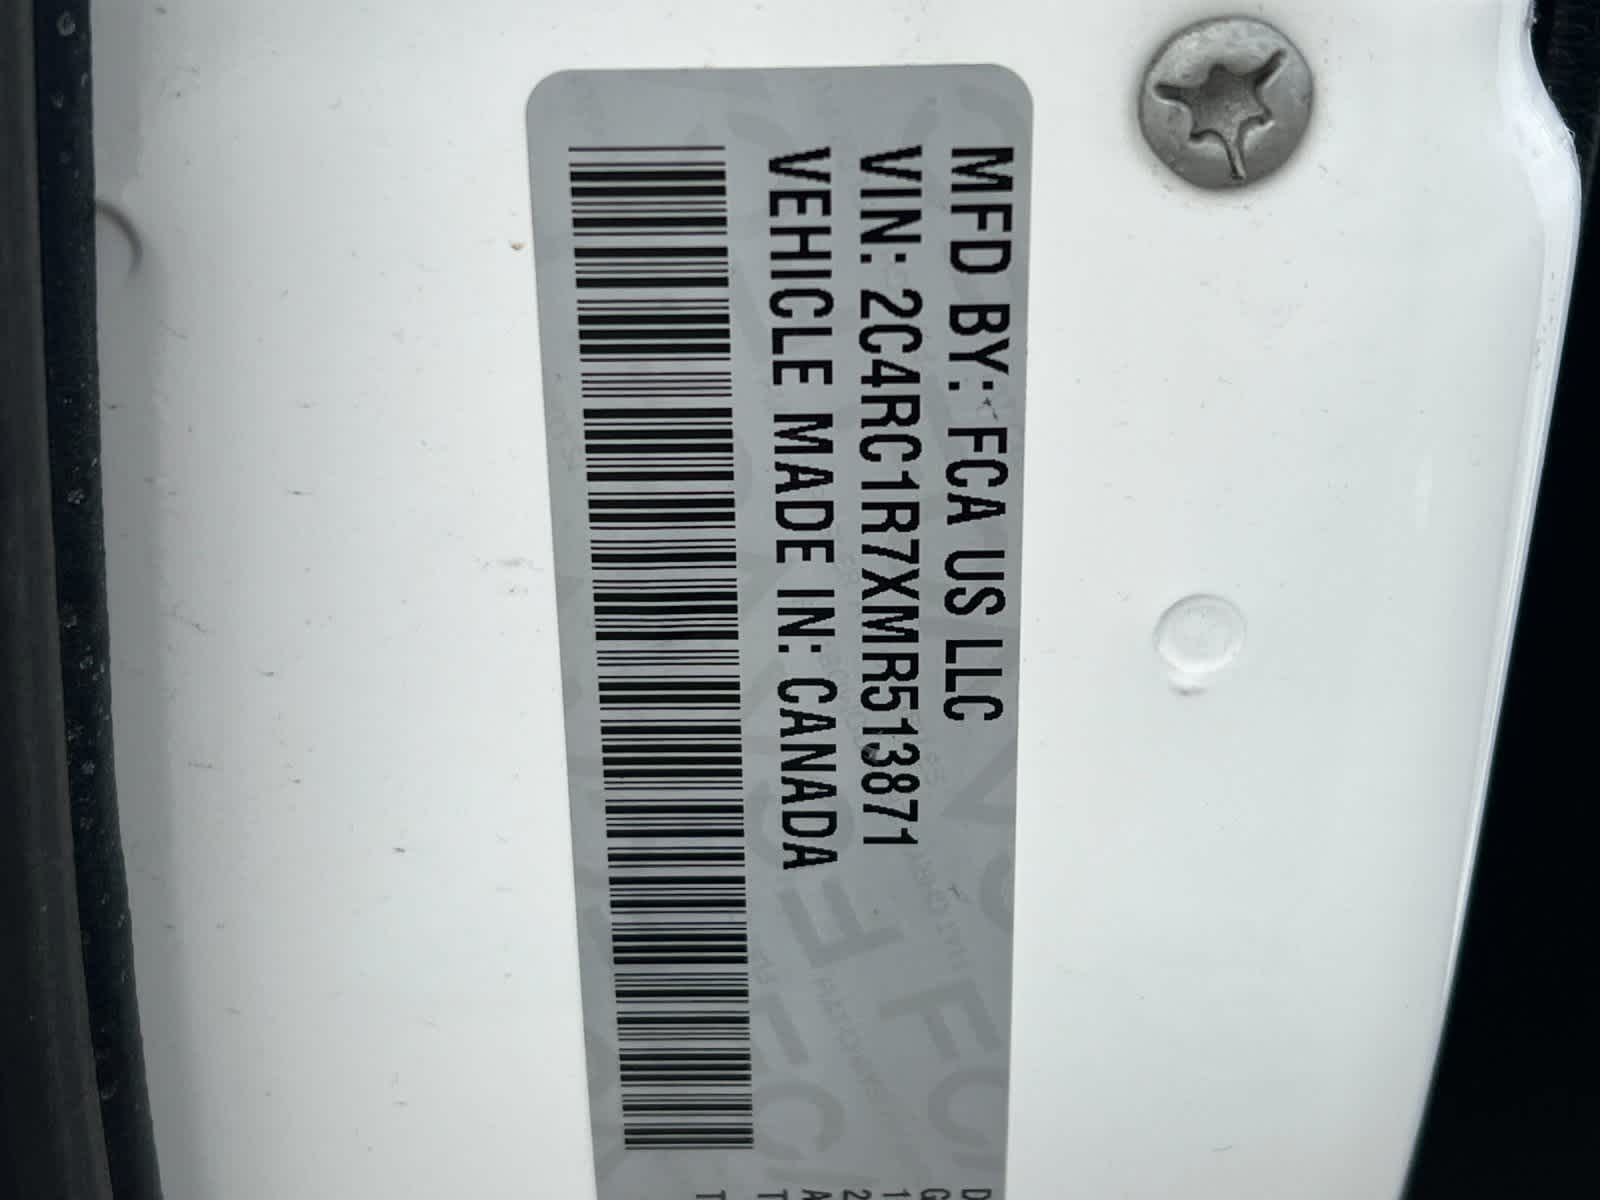 MFD BY: FCA US LLC
VIN: 2C4RC1R7XMR513871
VEHICLE MADE IN: CANADA